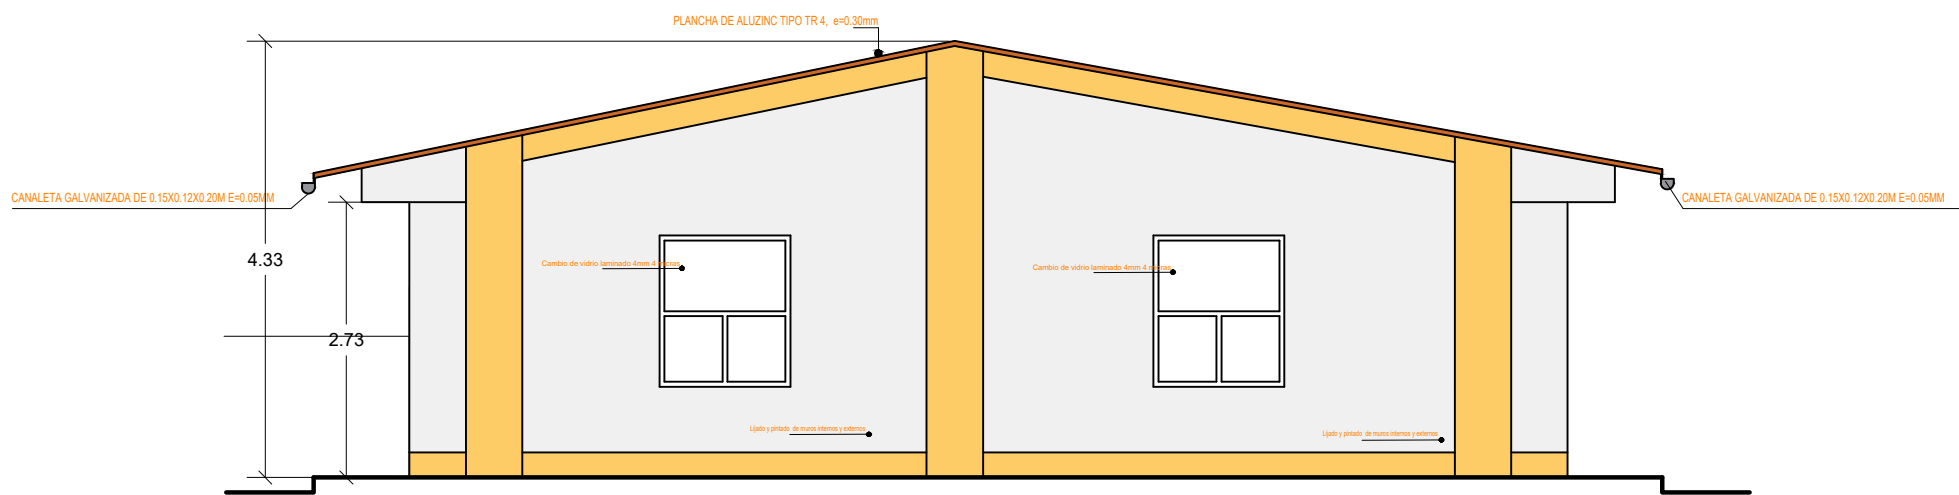 PLANCHA DE ALUZINC TIPO TR 4, e=0.30mm
CANALETA GALVANIZADA DE 0.15X0.12X0.20M E=0.05MM
CANALETA GALVANIZADA DE 0.15X0.12X0.20M E=0.05MM
4.33
Cambio de vidrio laminado 4mm 4 micras
Cambio de vidrio laminado 4mm 4 micras
2.73
Lijado y pintado de muros internos y externos
Lijado y pintado de muros internos y externos